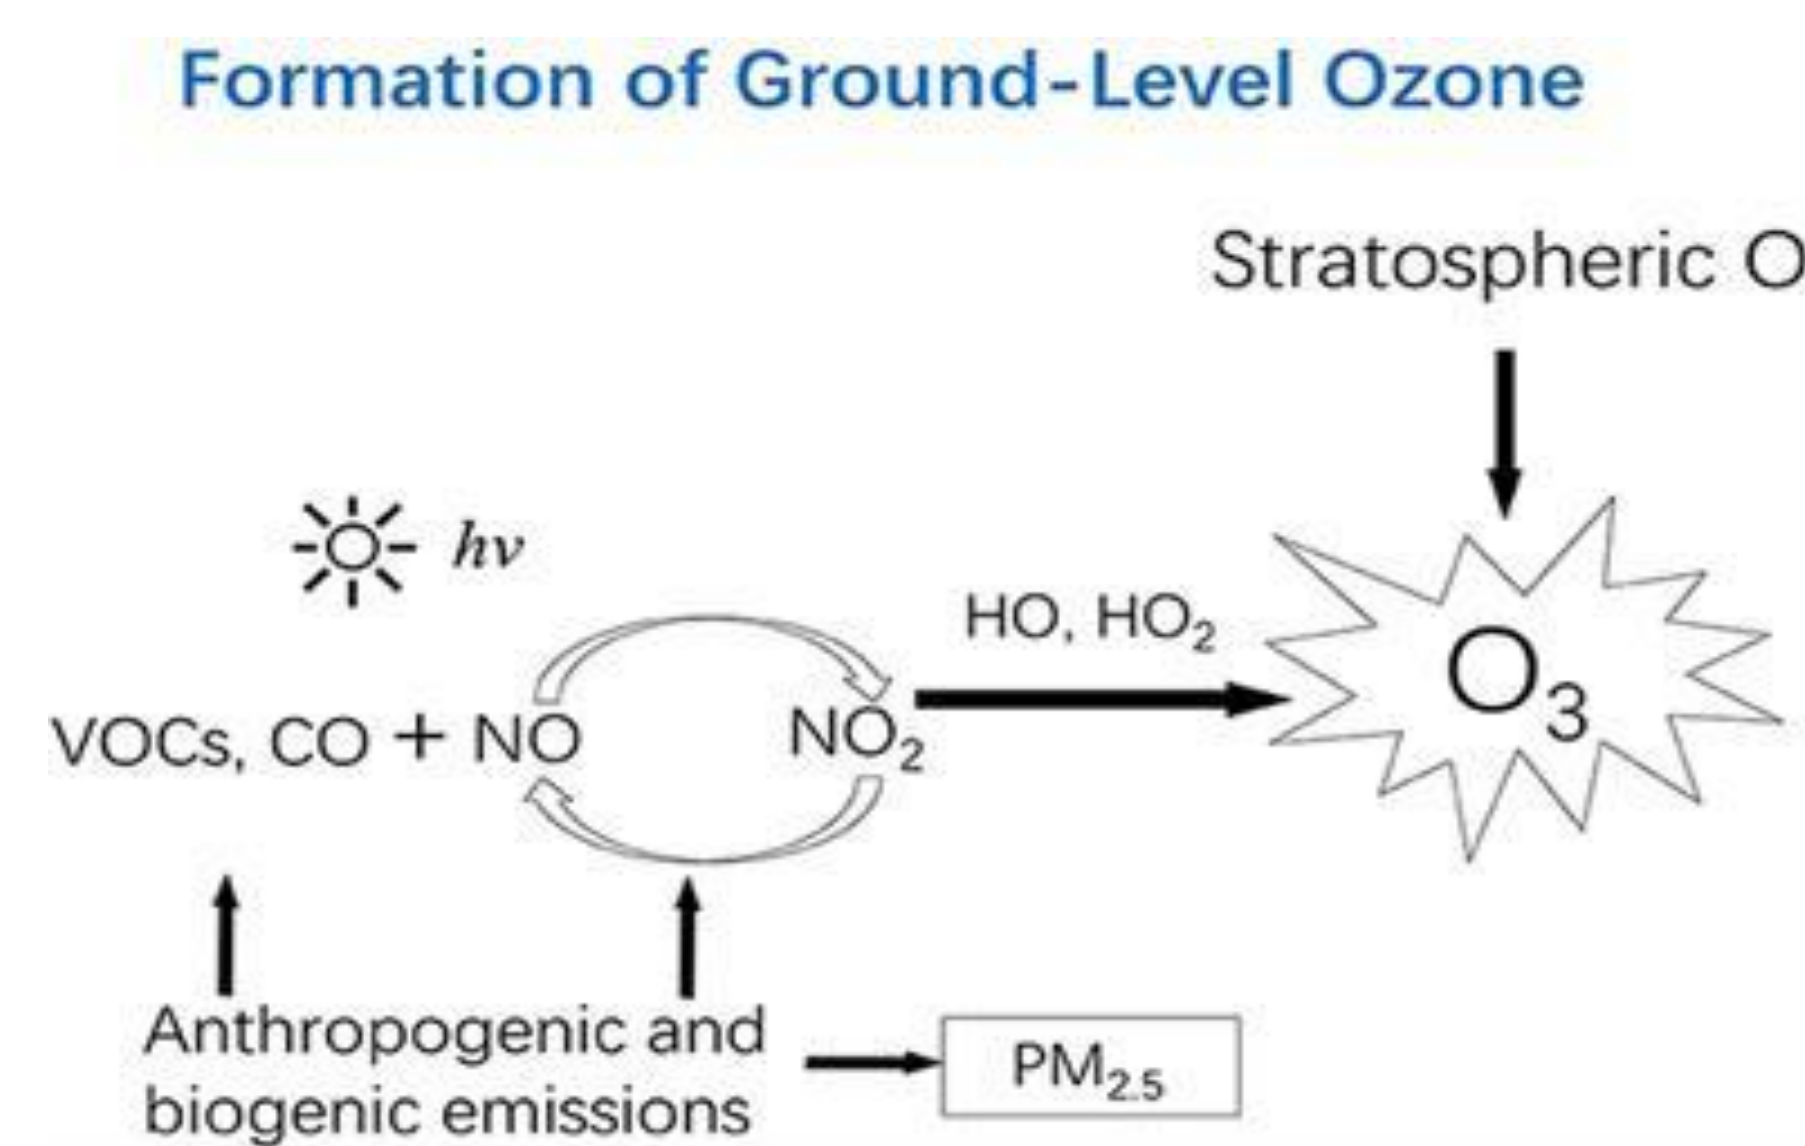 Formation of Ground-Level Ozone
Stratospheric O
hv
HO, HO₂
O₃
VOCs, CO + NO
NO₂
Anthropogenic and
biogenic emissions
PM₂.₅